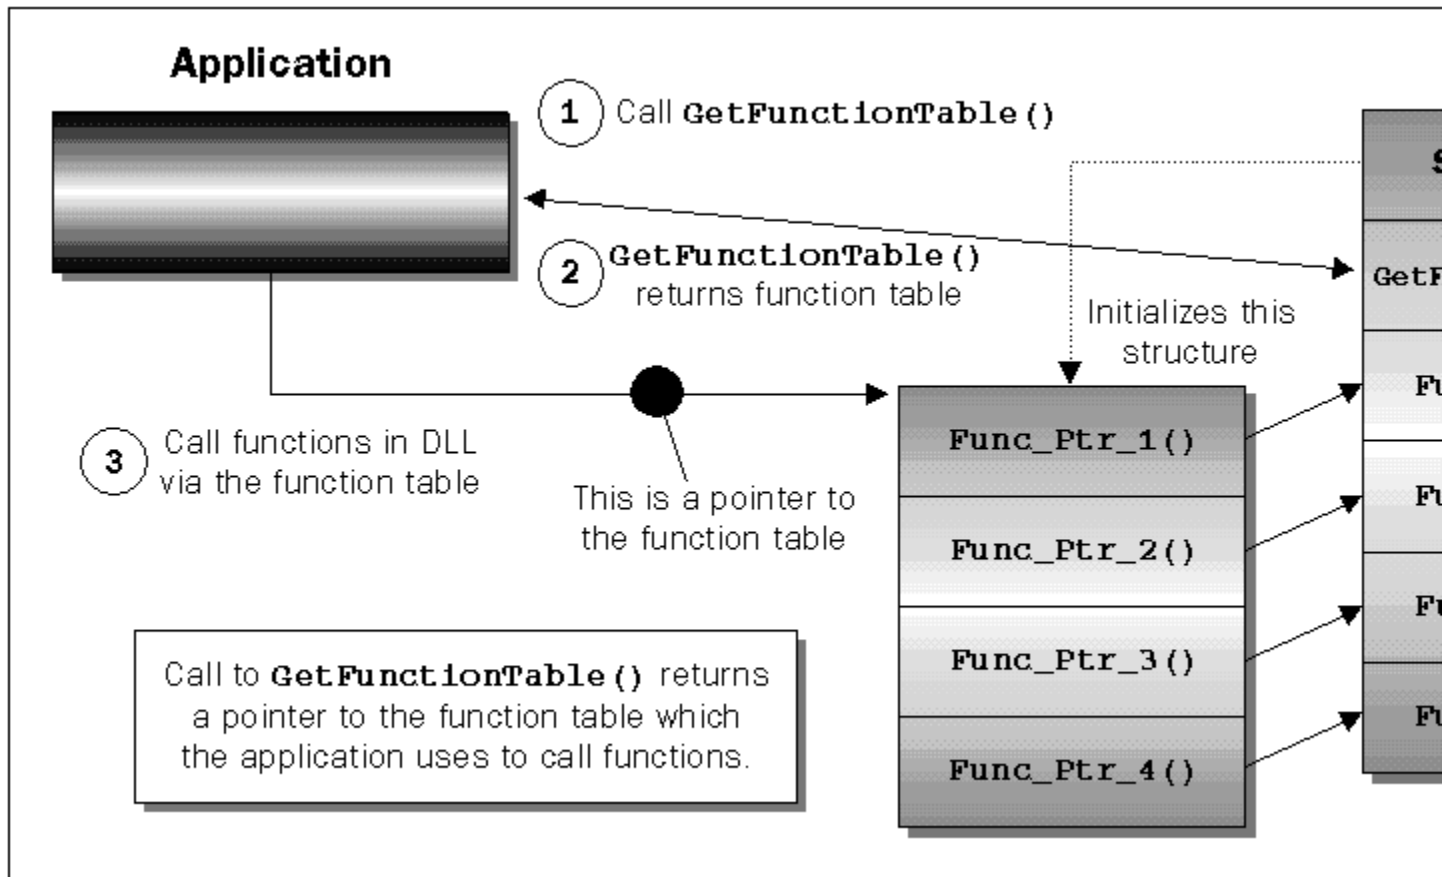 Application
1 Call GetFunctionTable()
2 GetFunctionTable()
returns function table
Initializes this
structure
3 Call functions in DLL
via the function table
This is a pointer to
the function table
Func_Ptr_1()
Func_Ptr_2()
Func_Ptr_3()
Func_Ptr_4()
Call to GetFunctionTable() returns
a pointer to the function table which
the application uses to call functions.